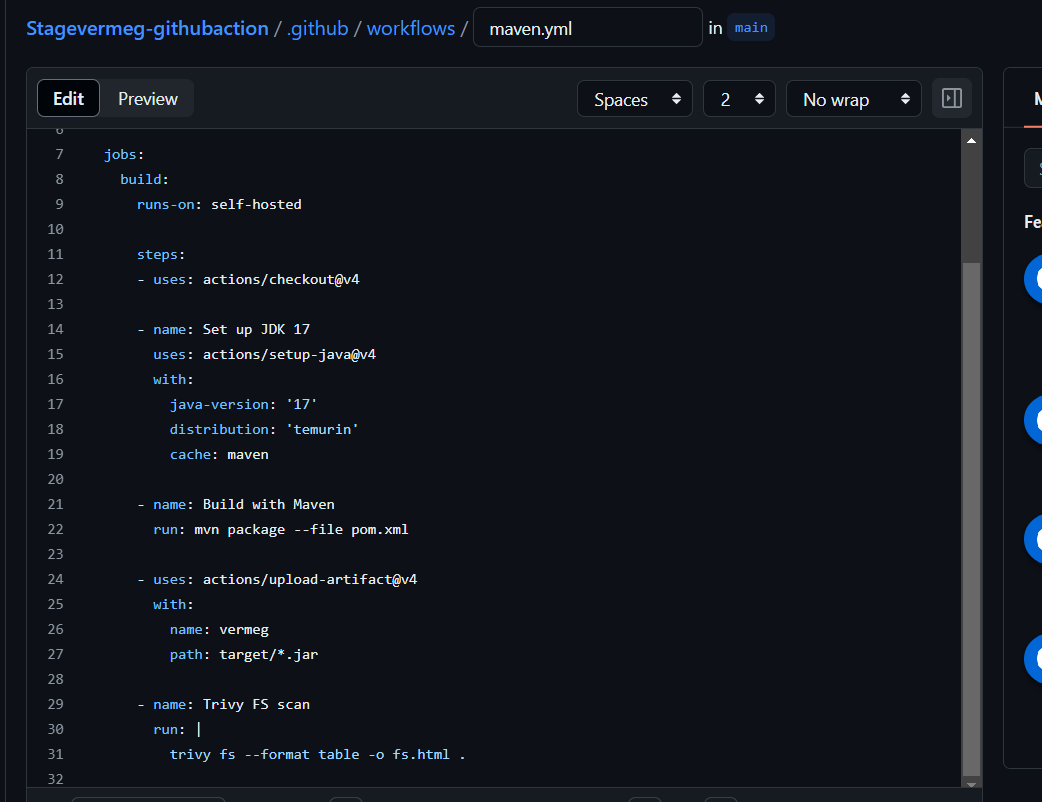 Stagevermeg-githubaction / .github / workflows / maven.yml in main
Edit Preview Spaces 2 No wrap
6
7 jobs:
8 build:
9 runs-on: self-hosted
10
11 steps:
12 - uses: actions/checkout@v4
13
14 - name: Set up JDK 17
15 uses: actions/setup-java@v4
16 with:
17 java-version: '17'
18 distribution: 'temurin'
19 cache: maven
20
21 - name: Build with Maven
22 run: mvn package --file pom.xml
23
24 - uses: actions/upload-artifact@v4
25 with:
26 name: vermeg
27 path: target/*.jar
28
29 - name: Trivy FS scan
30 run: |
31 trivy fs --format table -o fs.html .
32